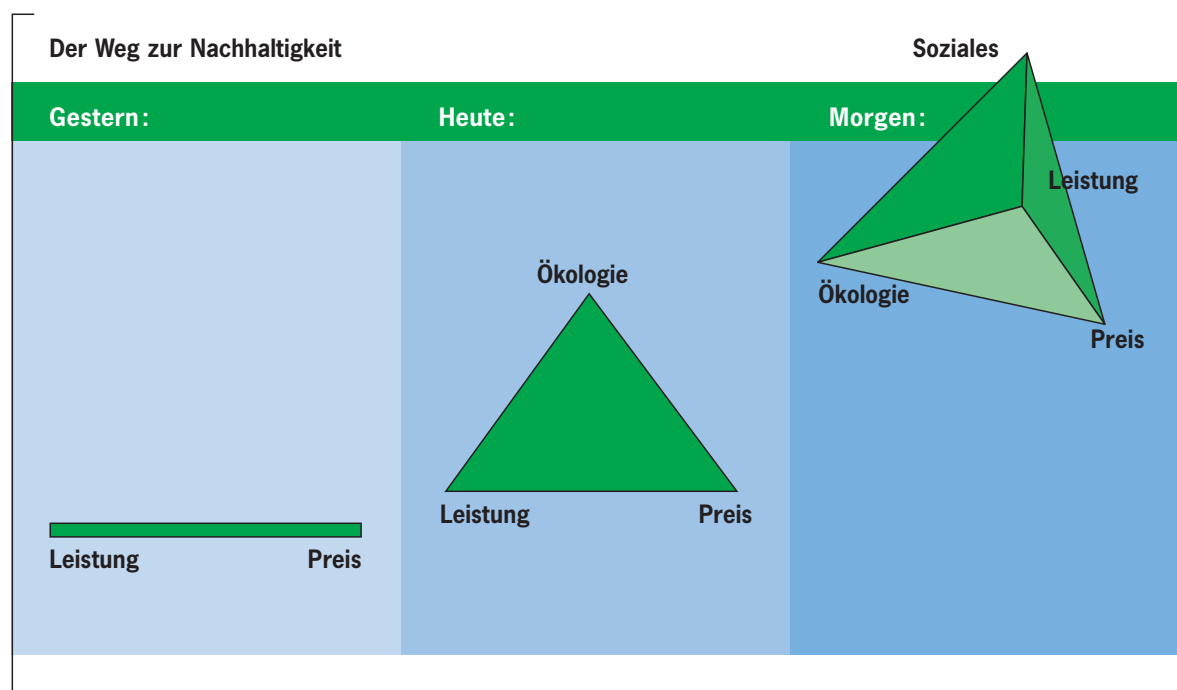 Der Weg zur Nachhaltigkeit
Soziales
Gestern:
Heute:
Morgen:
Leistung
Ökologie
Ökologie
Preis
Leistung
Preis
Leistung
Preis